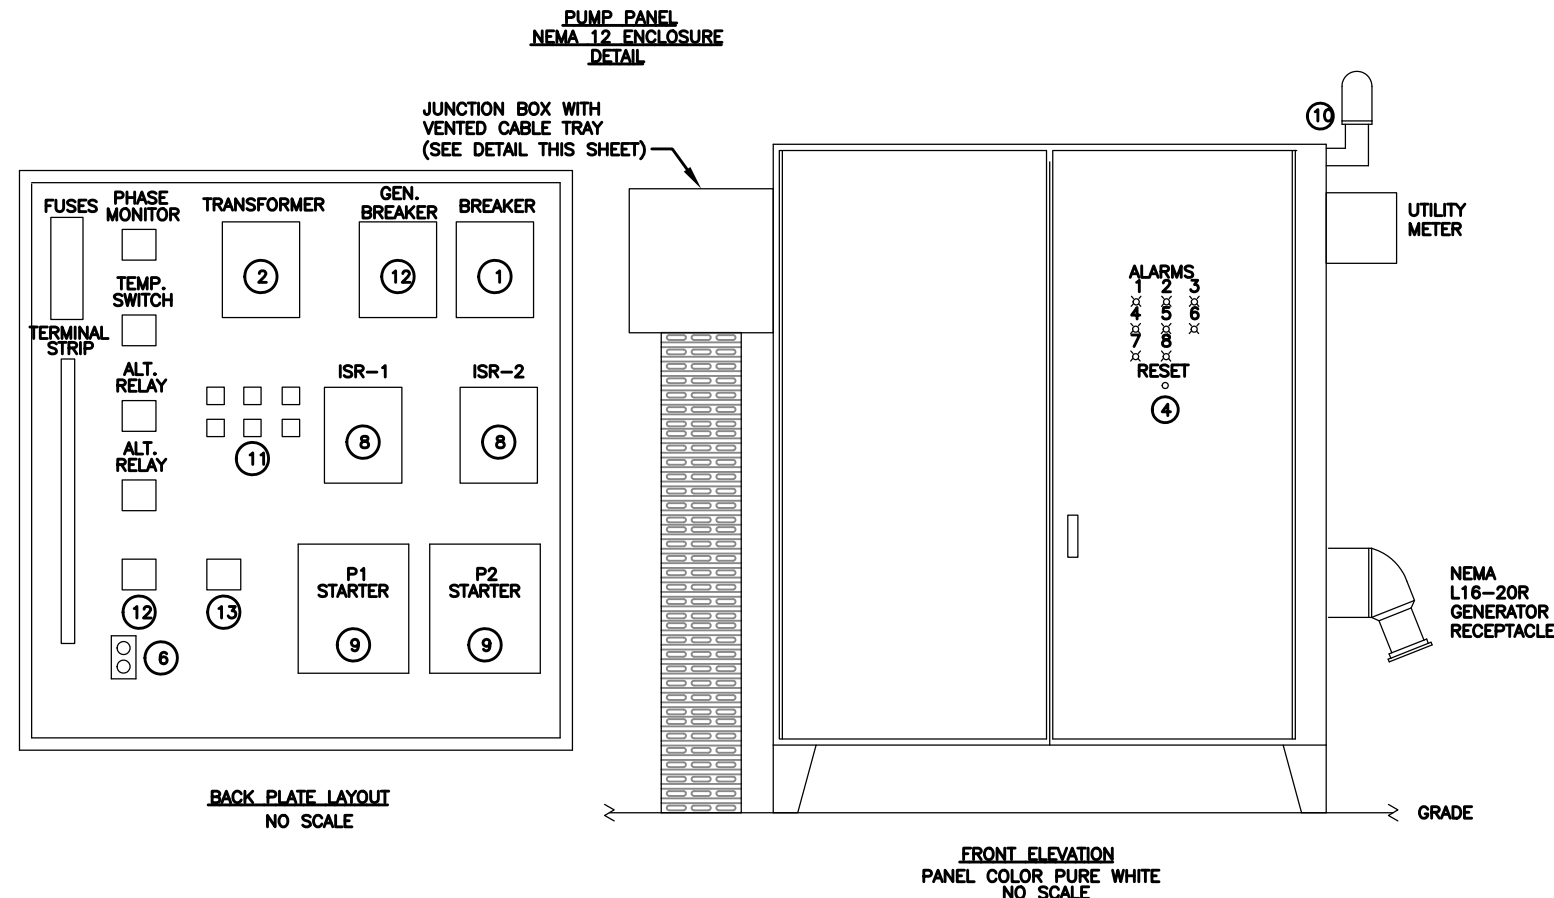 PUMP PANEL
NEMA 12 ENCLOSURE
DETAIL
JUNCTION BOX WITH
VENTED CABLE TRAY
(SEE DETAIL THIS SHEET)
FUSES
PHASE
MONITOR
TRANSFORMER
GEN.
BREAKER
BREAKER
2
12
1
TEMP.
SWITCH
TERMINAL
STRIP
ALT.
RELAY
ISR-1
ISR-2
8
8
11
ALT.
RELAY
P1
STARTER
P2
STARTER
12
13
9
9
6
BACK PLATE LAYOUT
NO SCALE
10
UTILITY
METER
ALARMS
1 2 3
4 5 6
7 8
RESET
4
NEMA
L16-20R
GENERATOR
RECEPTACLE
GRADE
FRONT ELEVATION
PANEL COLOR PURE WHITE
NO SCALE